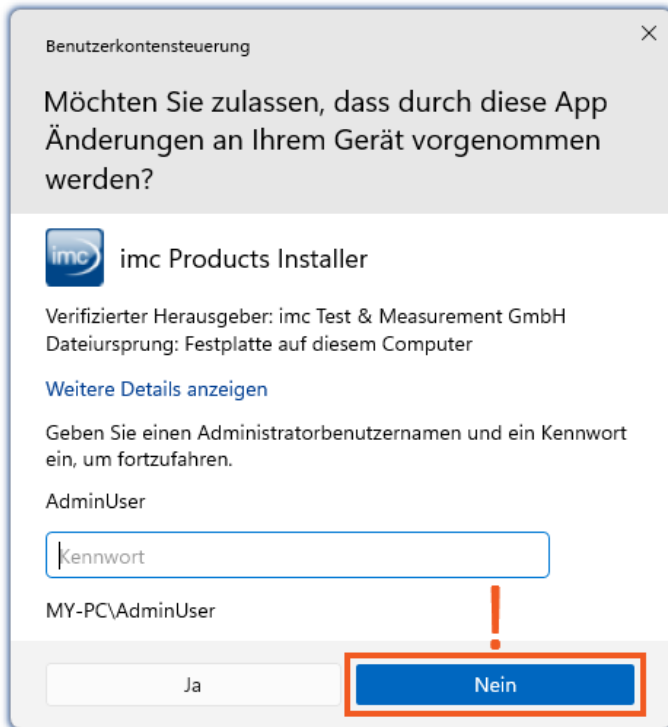 Benutzerkontensteuerung
Möchten Sie zulassen, dass durch diese App
Änderungen an Ihrem Gerät vorgenommen
werden?
imc
imc Products Installer
Verifizierter Herausgeber: imc Test & Measurement GmbH
Dateiursprung: Festplatte auf diesem Computer
Weitere Details anzeigen
Geben Sie einen Administratorbenutzernamen und ein Kennwort
ein, um fortzufahren.
AdminUser
Kennwort
MY-PC\AdminUser
!
Ja Nein